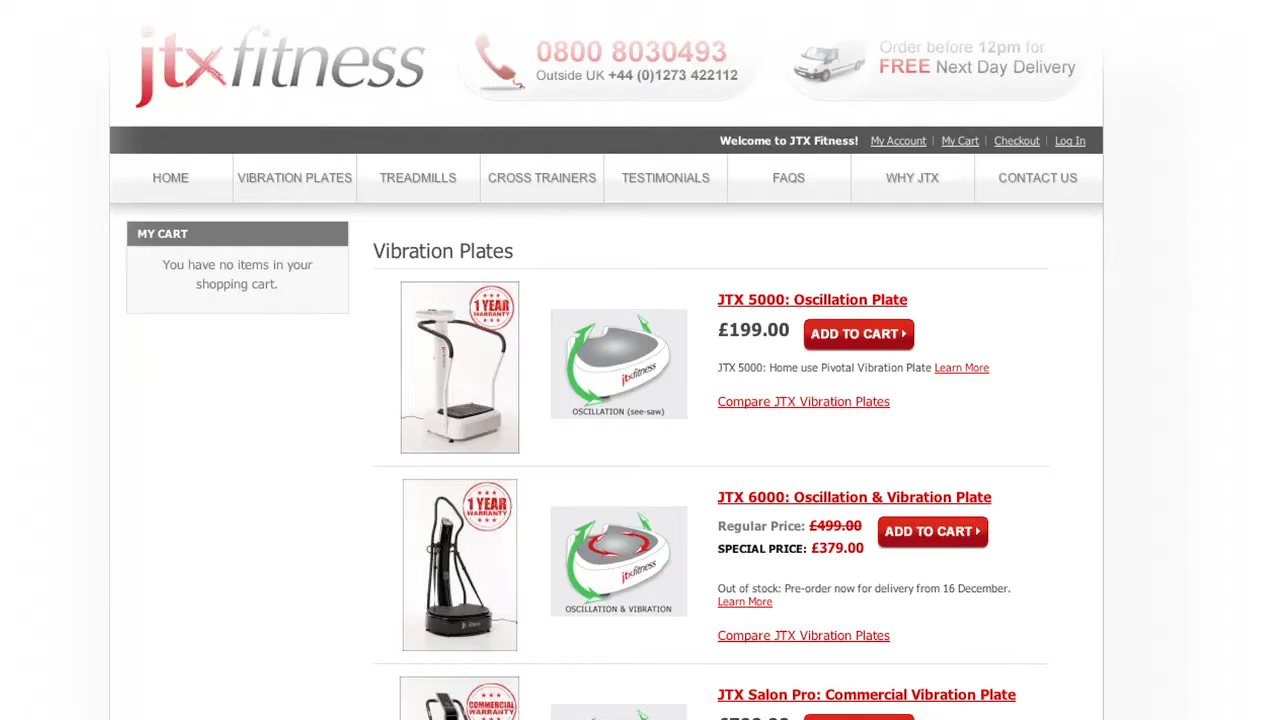 jtxfitness
0800 8030493
Outside UK +44 (0)1273 422112
Order before 12pm for
FREE Next Day Delivery
Welcome to JTX Fitness! My Account | My Cart | Checkout | Log In
HOME VIBRATION PLATES TREADMILLS CROSS TRAINERS TESTIMONIALS FAQS WHY JTX CONTACT US
MY CART
You have no items in your
shopping cart.
Vibration Plates
1 YEAR
WARRANTY
jtxfitness
OSCILLATION (see-saw)
JTX 5000: Oscillation Plate
£199.00 ADD TO CART
JTX 5000: Home use Pivotal Vibration Plate Learn More
Compare JTX Vibration Plates
1 YEAR
WARRANTY
jtxfitness
OSCILLATION & VIBRATION
JTX 6000: Oscillation & Vibration Plate
Regular Price: £499.00
SPECIAL PRICE: £379.00
ADD TO CART
Out of stock: Pre-order now for delivery from 16 December.
Learn More
Compare JTX Vibration Plates
COMMERCIAL
WARRANTY
JTX Salon Pro: Commercial Vibration Plate